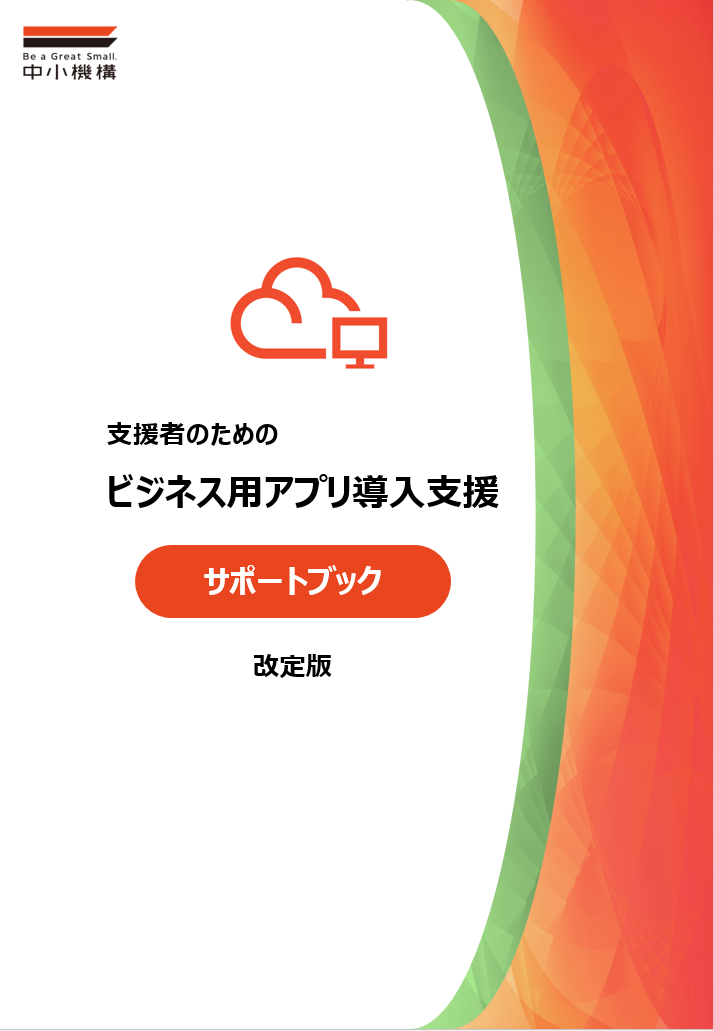 Be a Great Small.
中小機構
支援者のための
ビジネス用アプリ導入支援
サポートブック
改定版